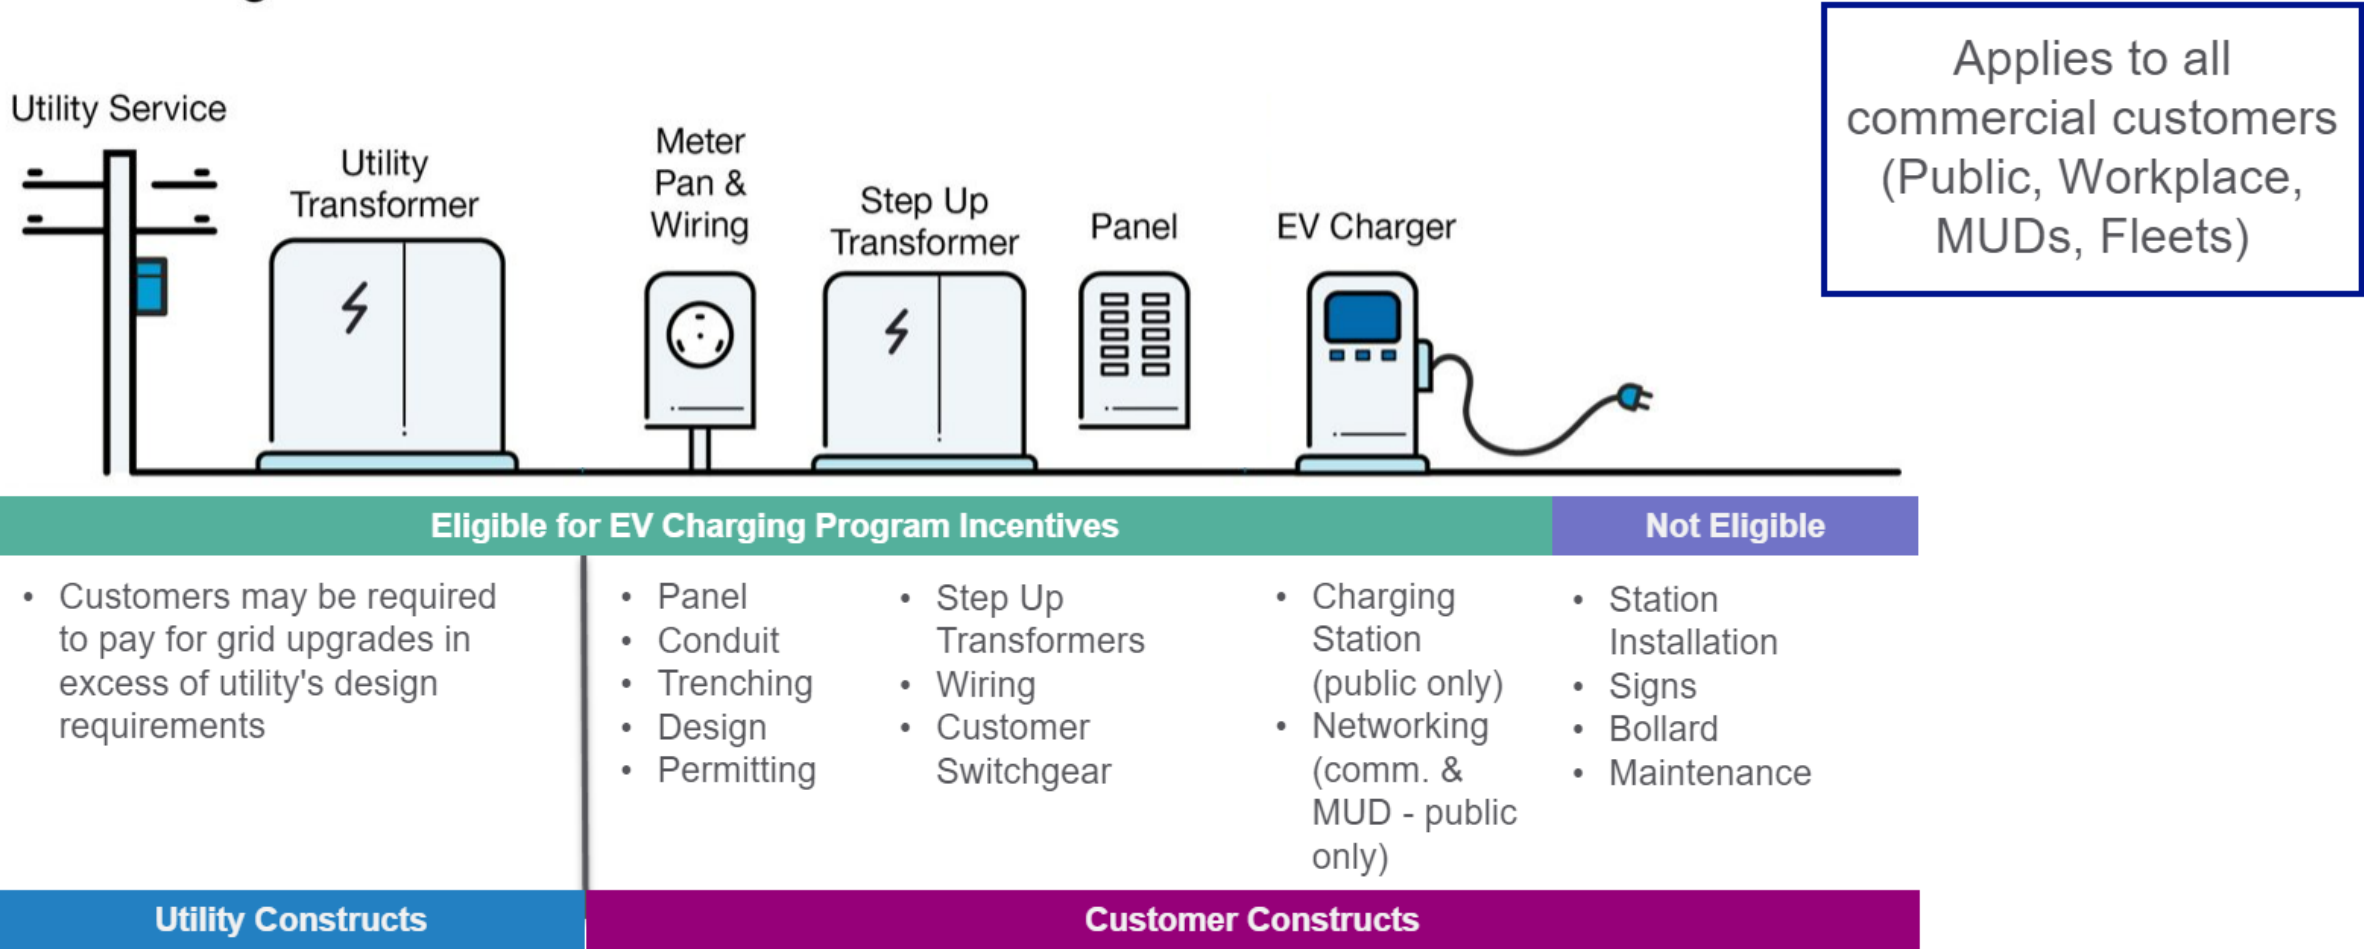 Utility Service
Utility
Transformer
Meter
Pan &
Wiring
Step Up
Transformer
Panel
EV Charger
Applies to all
commercial customers
(Public, Workplace,
MUDs, Fleets)
Eligible for EV Charging Program Incentives
Not Eligible
• Customers may be required
to pay for grid upgrades in
excess of utility's design
requirements
• Panel
• Conduit
• Trenching
• Design
• Permitting
• Step Up
Transformers
• Wiring
• Customer
Switchgear
• Charging
Station
(public only)
• Networking
(comm. &
MUD - public
only)
• Station
Installation
• Signs
• Bollard
• Maintenance
Utility Constructs
Customer Constructs